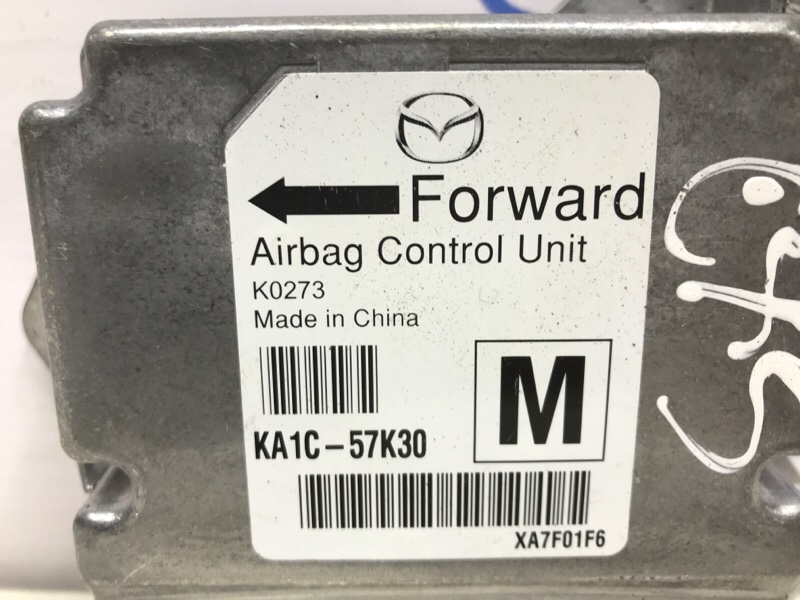 Forward
Airbag Control Unit
K0273
Made in China
M
KA1C-57K30
XA7F01F6